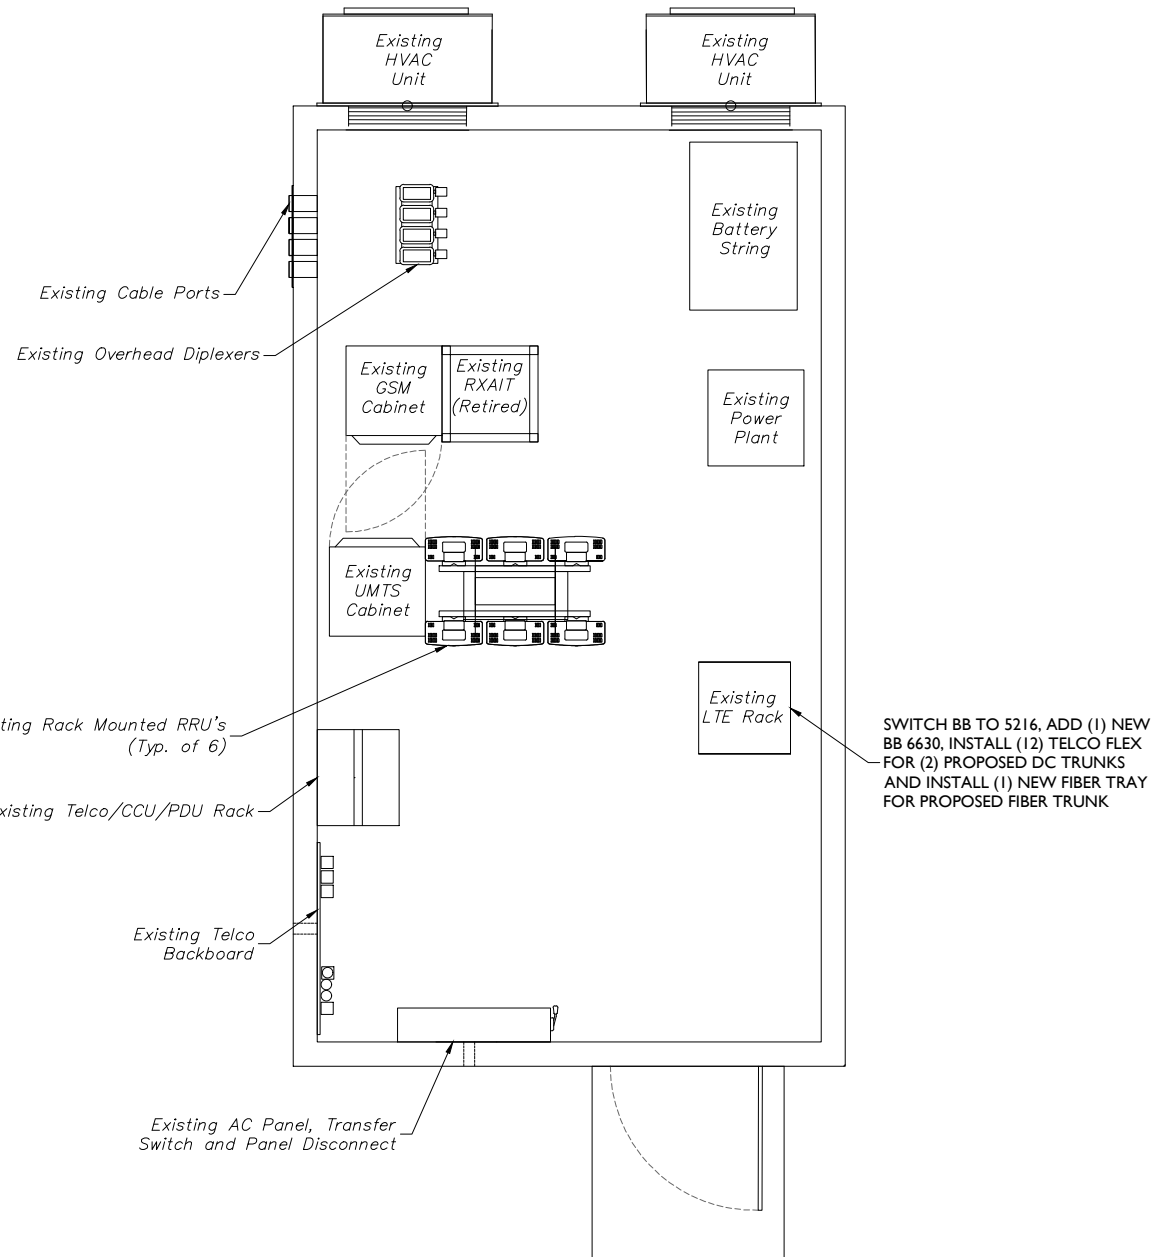 Existing
HVAC
Unit
Existing
HVAC
Unit
Existing
Battery
String
Existing Cable Ports
Existing Overhead Diplexers
Existing
GSM
Cabinet
Existing
RXAIT
(Retired)
Existing
Power
Plant
Existing
UMTS
Cabinet
ting Rack Mounted RRU's
(Typ. of 6)
Existing
LTE Rack
SWITCH BB TO 5216, ADD (1) NEW
BB 6630, INSTALL (12) TELCO FLEX
FOR (2) PROPOSED DC TRUNKS
AND INSTALL (1) NEW FIBER TRAY
FOR PROPOSED FIBER TRUNK
xisting Telco/CCU/PDU Rack
Existing Telco
Backboard
Existing AC Panel, Transfer
Switch and Panel Disconnect